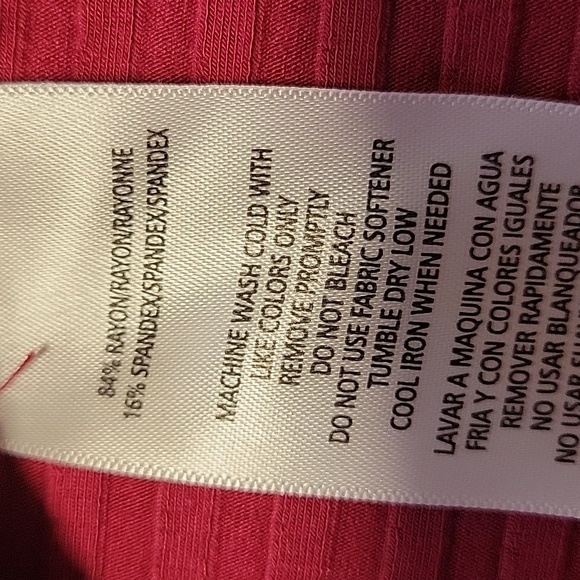 84% RAYON/RAYON/RAYONNE
16% SPANDEX/SPANDEX/SPANDEX
MACHINE WASH COLD WITH
LIKE COLORS ONLY
REMOVE PROMPTLY
DO NOT BLEACH
DO NOT USE FABRIC SOFTENER
TUMBLE DRY LOW
COOL IRON WHEN NEEDED
LAVAR A MAQUINA CON AGUA
FRIA Y CON COLORES IGUALES
REMOVER RAPIDAMENTE
NO USAR BLANQUEADOR
NO USAR